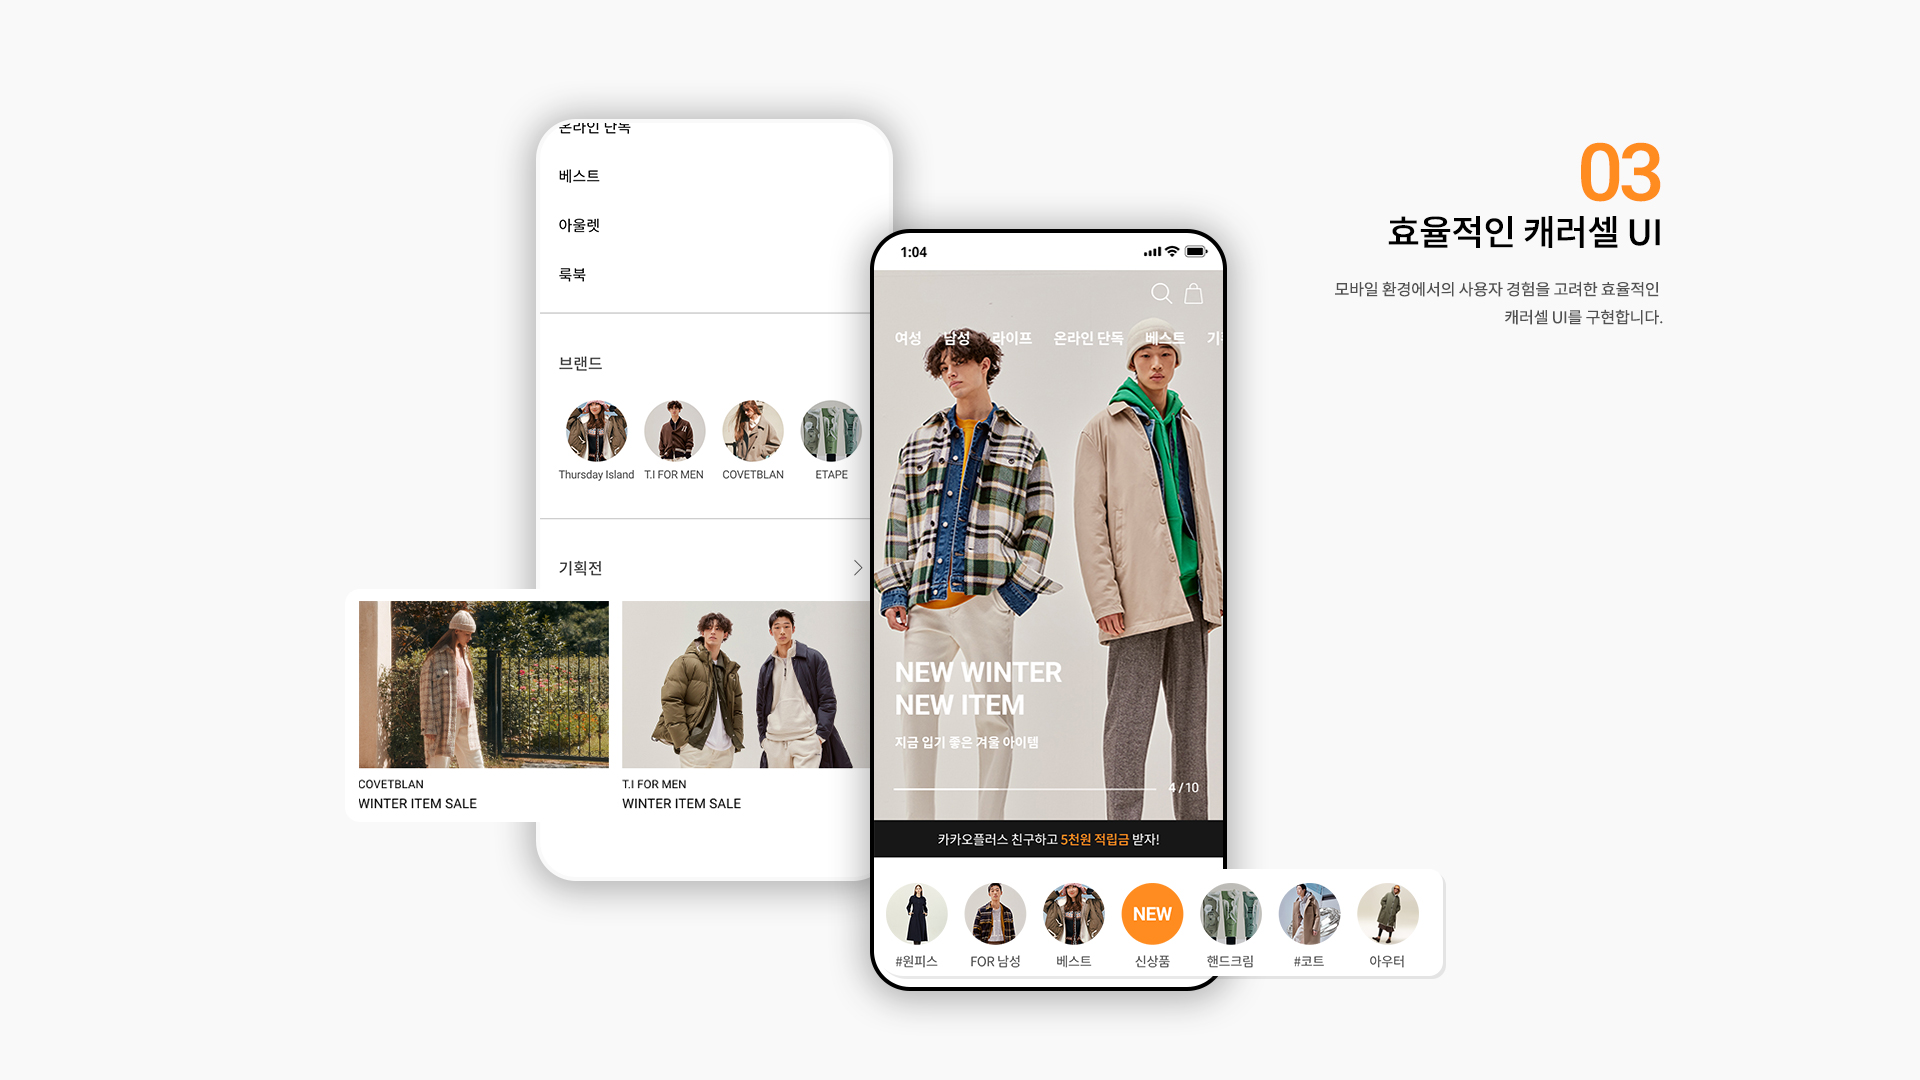 03
효율적인 캐러셀 UI
모바일 환경에서의 사용자 경험을 고려한 효율적인
캐러셀 UI를 구현합니다.
온라인 단독
베스트
아울렛
룩북
브랜드
Thursday Island T.I FOR MEN COVETBLAN ETAPE
기획전
COVETBLAN
WINTER ITEM SALE
T.I FOR MEN
WINTER ITEM SALE
1:04
여성 남성 라이프 온라인 단독 베스트 기
NEW WINTER
NEW ITEM
지금 입기 좋은 겨울 아이템
4 / 10
카카오플러스 친구하고 5천원 적립금 받자!
NEW
#원피스 FOR 남성 베스트 신상품 핸드크림 #코트 아우터